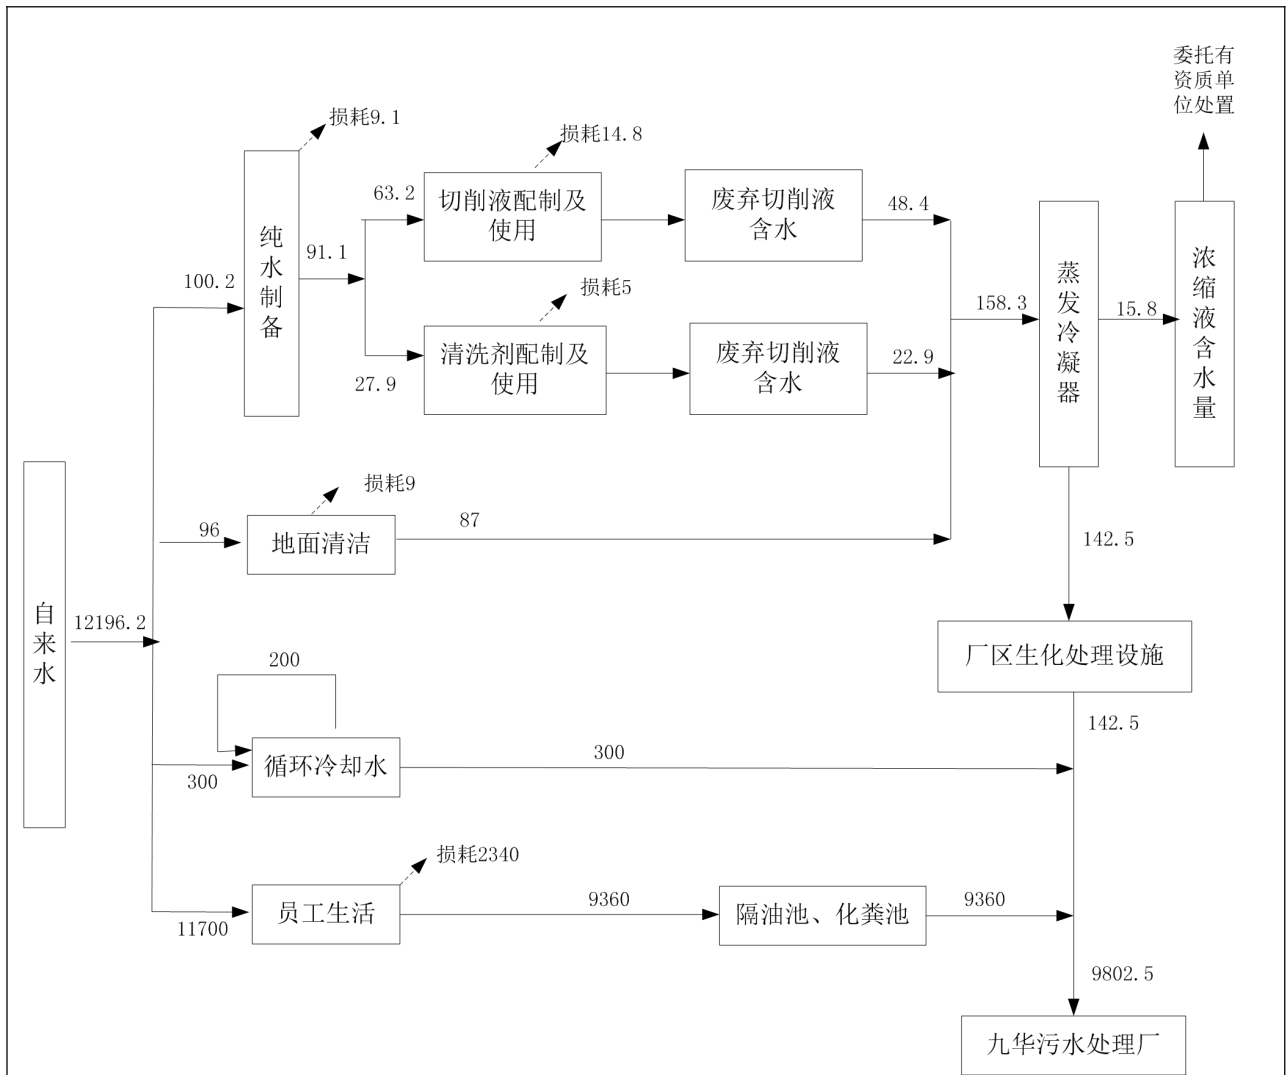 委托有
资质单
位处置
损耗9.1
损耗14.8
63.2
切削液配制及
使用
废弃切削液
含水
48.4
纯水制备
91.1
100.2
损耗5
蒸发冷凝器
浓缩液含水量
158.3
15.8
清洗剂配制及
使用
废弃切削液
含水
22.9
27.9
损耗9
96
地面清洁
87
142.5
自来水
12196.2
厂区生化处理设施
200
142.5
循环冷却水
300
300
损耗2340
员工生活
11700
9360
隔油池、化粪池
9360
9802.5
九华污水处理厂